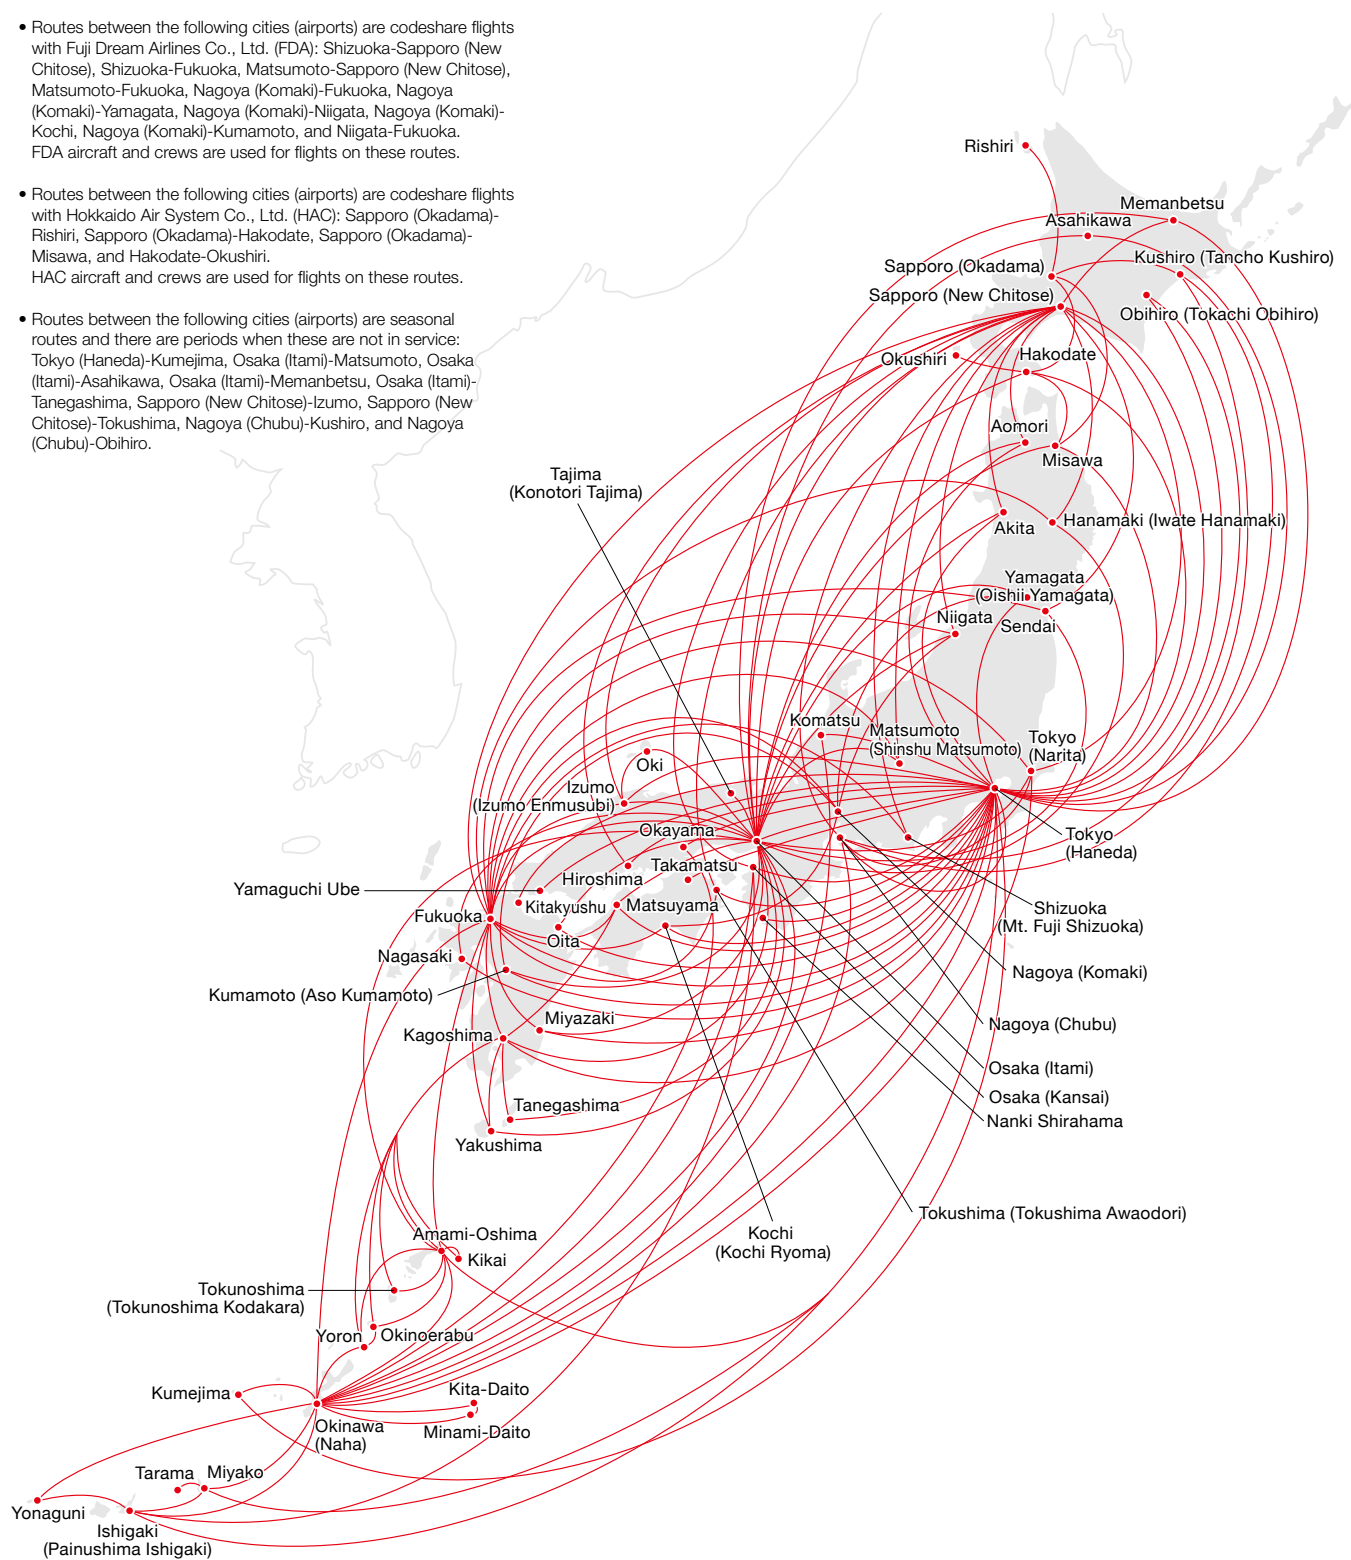 • Routes between the following cities (airports) are codeshare flights
with Fuji Dream Airlines Co., Ltd. (FDA): Shizuoka-Sapporo (New
Chitose), Shizuoka-Fukuoka, Matsumoto-Sapporo (New Chitose),
Matsumoto-Fukuoka, Nagoya (Komaki)-Fukuoka, Nagoya
(Komaki)-Yamagata, Nagoya (Komaki)-Niigata, Nagoya (Komaki)-
Kochi, Nagoya (Komaki)-Kumamoto, and Niigata-Fukuoka.
FDA aircraft and crews are used for flights on these routes.
• Routes between the following cities (airports) are codeshare flights
with Hokkaido Air System Co., Ltd. (HAC): Sapporo (Okadama)-
Rishiri, Sapporo (Okadama)-Hakodate, Sapporo (Okadama)-
Misawa, and Hakodate-Okushiri.
HAC aircraft and crews are used for flights on these routes.
• Routes between the following cities (airports) are seasonal
routes and there are periods when these are not in service:
Tokyo (Haneda)-Kumejima, Osaka (Itami)-Matsumoto, Osaka
(Itami)-Asahikawa, Osaka (Itami)-Memanbetsu, Osaka (Itami)-
Tanegashima, Sapporo (New Chitose)-Izumo, Sapporo (New
Chitose)-Tokushima, Nagoya (Chubu)-Kushiro, and Nagoya
(Chubu)-Obihiro.
Rishiri
Memanbetsu
Asahikawa
Kushiro (Tancho Kushiro)
Sapporo (Okadama)
Sapporo (New Chitose)
Obihiro (Tokachi Obihiro)
Okushiri
Hakodate
Aomori
Misawa
Tajima
(Konotori Tajima)
Akita
Hanamaki (Iwate Hanamaki)
Yamagata
(Oishii Yamagata)
Niigata
Sendai
Komatsu
Matsumoto
(Shinshu Matsumoto)
Tokyo
(Narita)
Oki
Izumo
(Izumo Enmusubi)
Okayama
Tokyo
(Haneda)
Hiroshima
Takamatsu
Yamaguchi Ube
Kitakyushu
Matsuyama
Fukuoka
Shizuoka
(Mt. Fuji Shizuoka)
Oita
Nagasaki
Nagoya (Komaki)
Kumamoto (Aso Kumamoto)
Miyazaki
Nagoya (Chubu)
Kagoshima
Osaka (Itami)
Osaka (Kansai)
Tanegashima
Nanki Shirahama
Yakushima
Tokushima (Tokushima Awaodori)
Kochi
(Kochi Ryoma)
Amami-Oshima
Kikai
Tokunoshima
(Tokunoshima Kodakara)
Yoron
Okinoerabu
Kumejima
Kita-Daito
Okinawa
(Naha)
Minami-Daito
Tarama
Miyako
Yonaguni
Ishigaki
(Painushima Ishigaki)